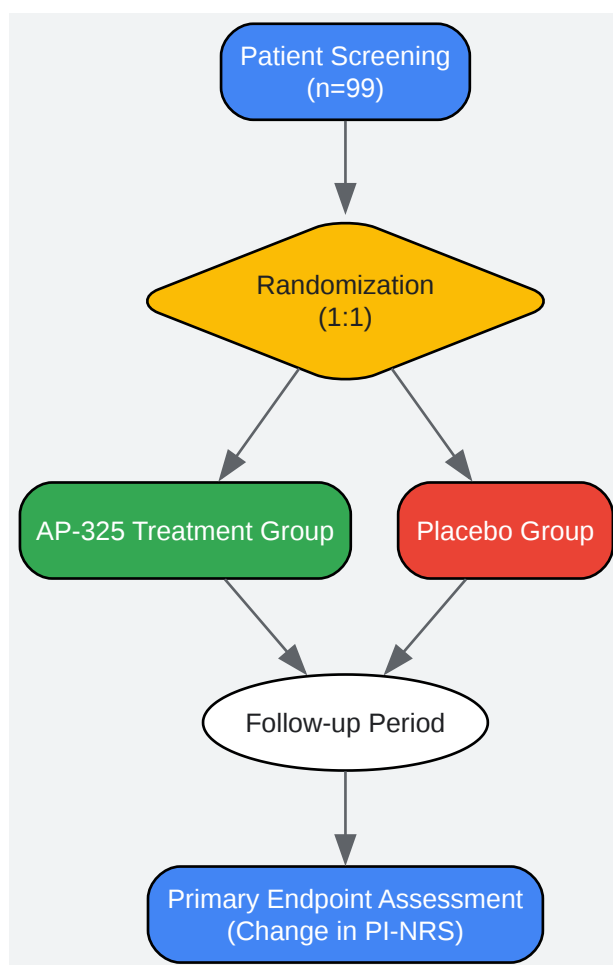 Patient Screening
(n=99)
Randomization
(1:1)
AP-325 Treatment Group
Placebo Group
Follow-up Period
Primary Endpoint Assessment
(Change in PI-NRS)